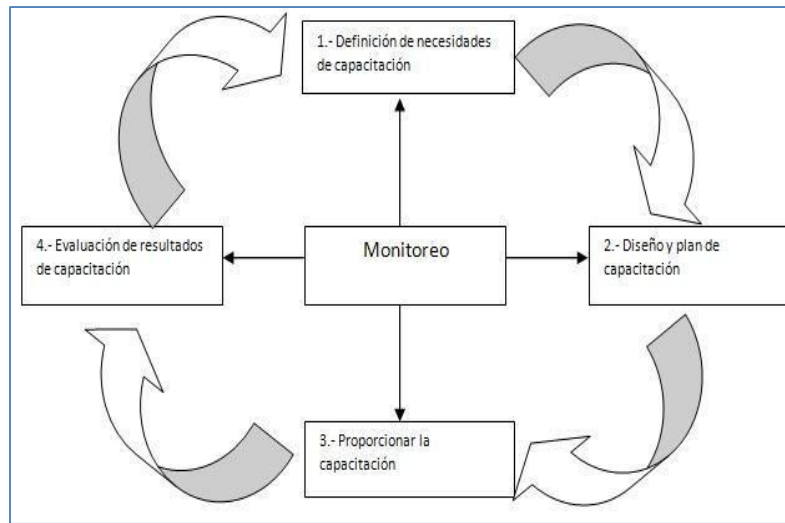 1.- Definición de necesidades
de capacitación
4.- Evaluación de resultados
de capacitación
Monitoreo
2.- Diseño y plan de
capacitación
3.- Proporcionar la
capacitación